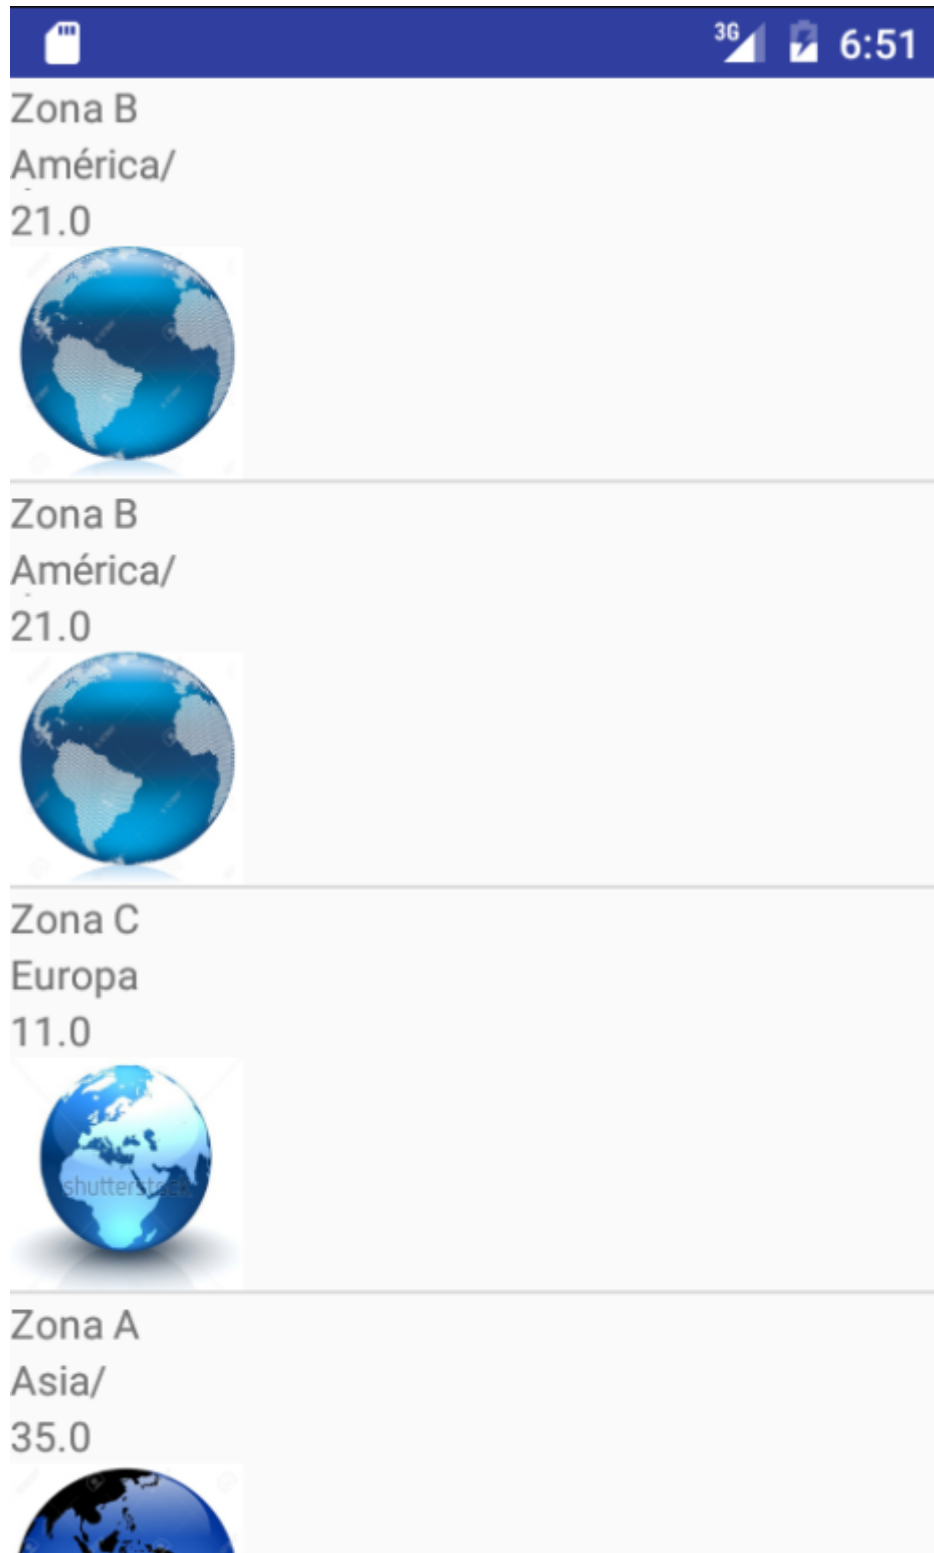 3G 6:51
Zona B
América/
21.0
Zona B
América/
21.0
Zona C
Europa
11.0
shutterstock
Zona A
Asia/
35.0